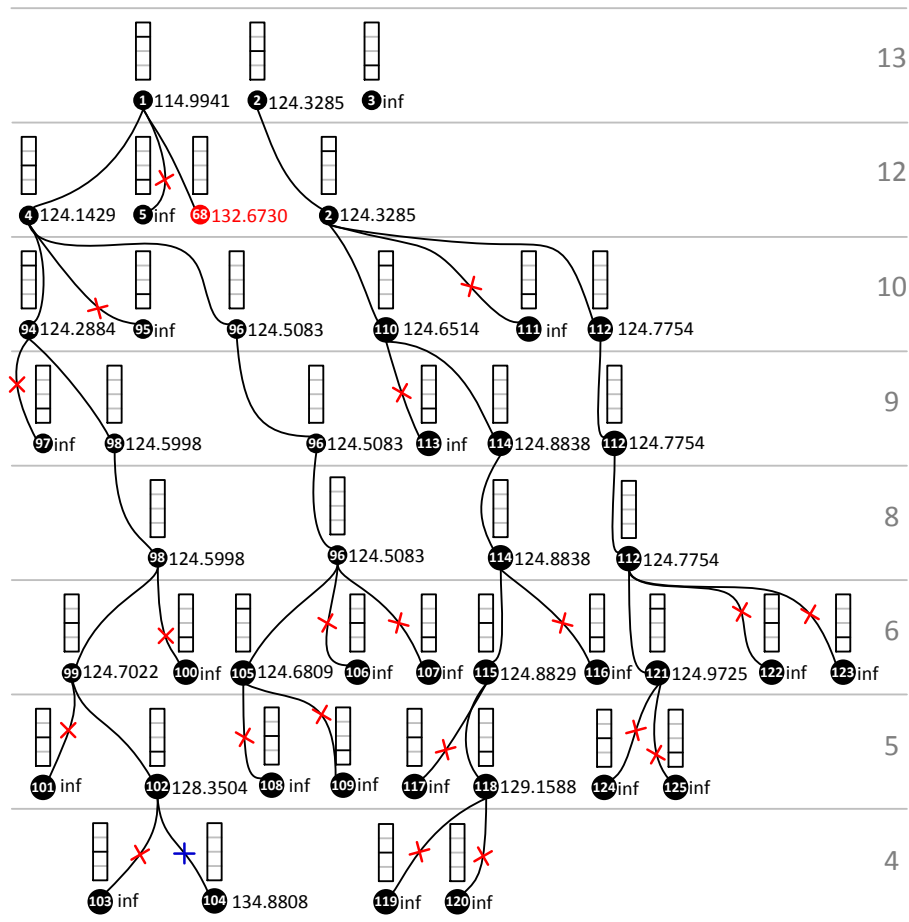 13
1 114.9941 2 124.3285 3 inf
12
4 124.1429 5 inf 68 132.6730 2 124.3285
10
94 124.2884 95 inf 96 124.5083 110 124.6514 111 inf 112 124.7754
9
97 inf 98 124.5998 96 124.5083 113 inf 114 124.8838 112 124.7754
8
98 124.5998 96 124.5083 114 124.8838 112 124.7754
6
99 124.7022 100 inf 105 124.6809 106 inf 107 inf 115 124.8829 116 inf 121 124.9725 122 inf 123 inf
5
101 inf 102 128.3504 108 inf 109 inf 117 inf 118 129.1588 124 inf 125 inf
4
103 inf 104 134.8808 119 inf 120 inf